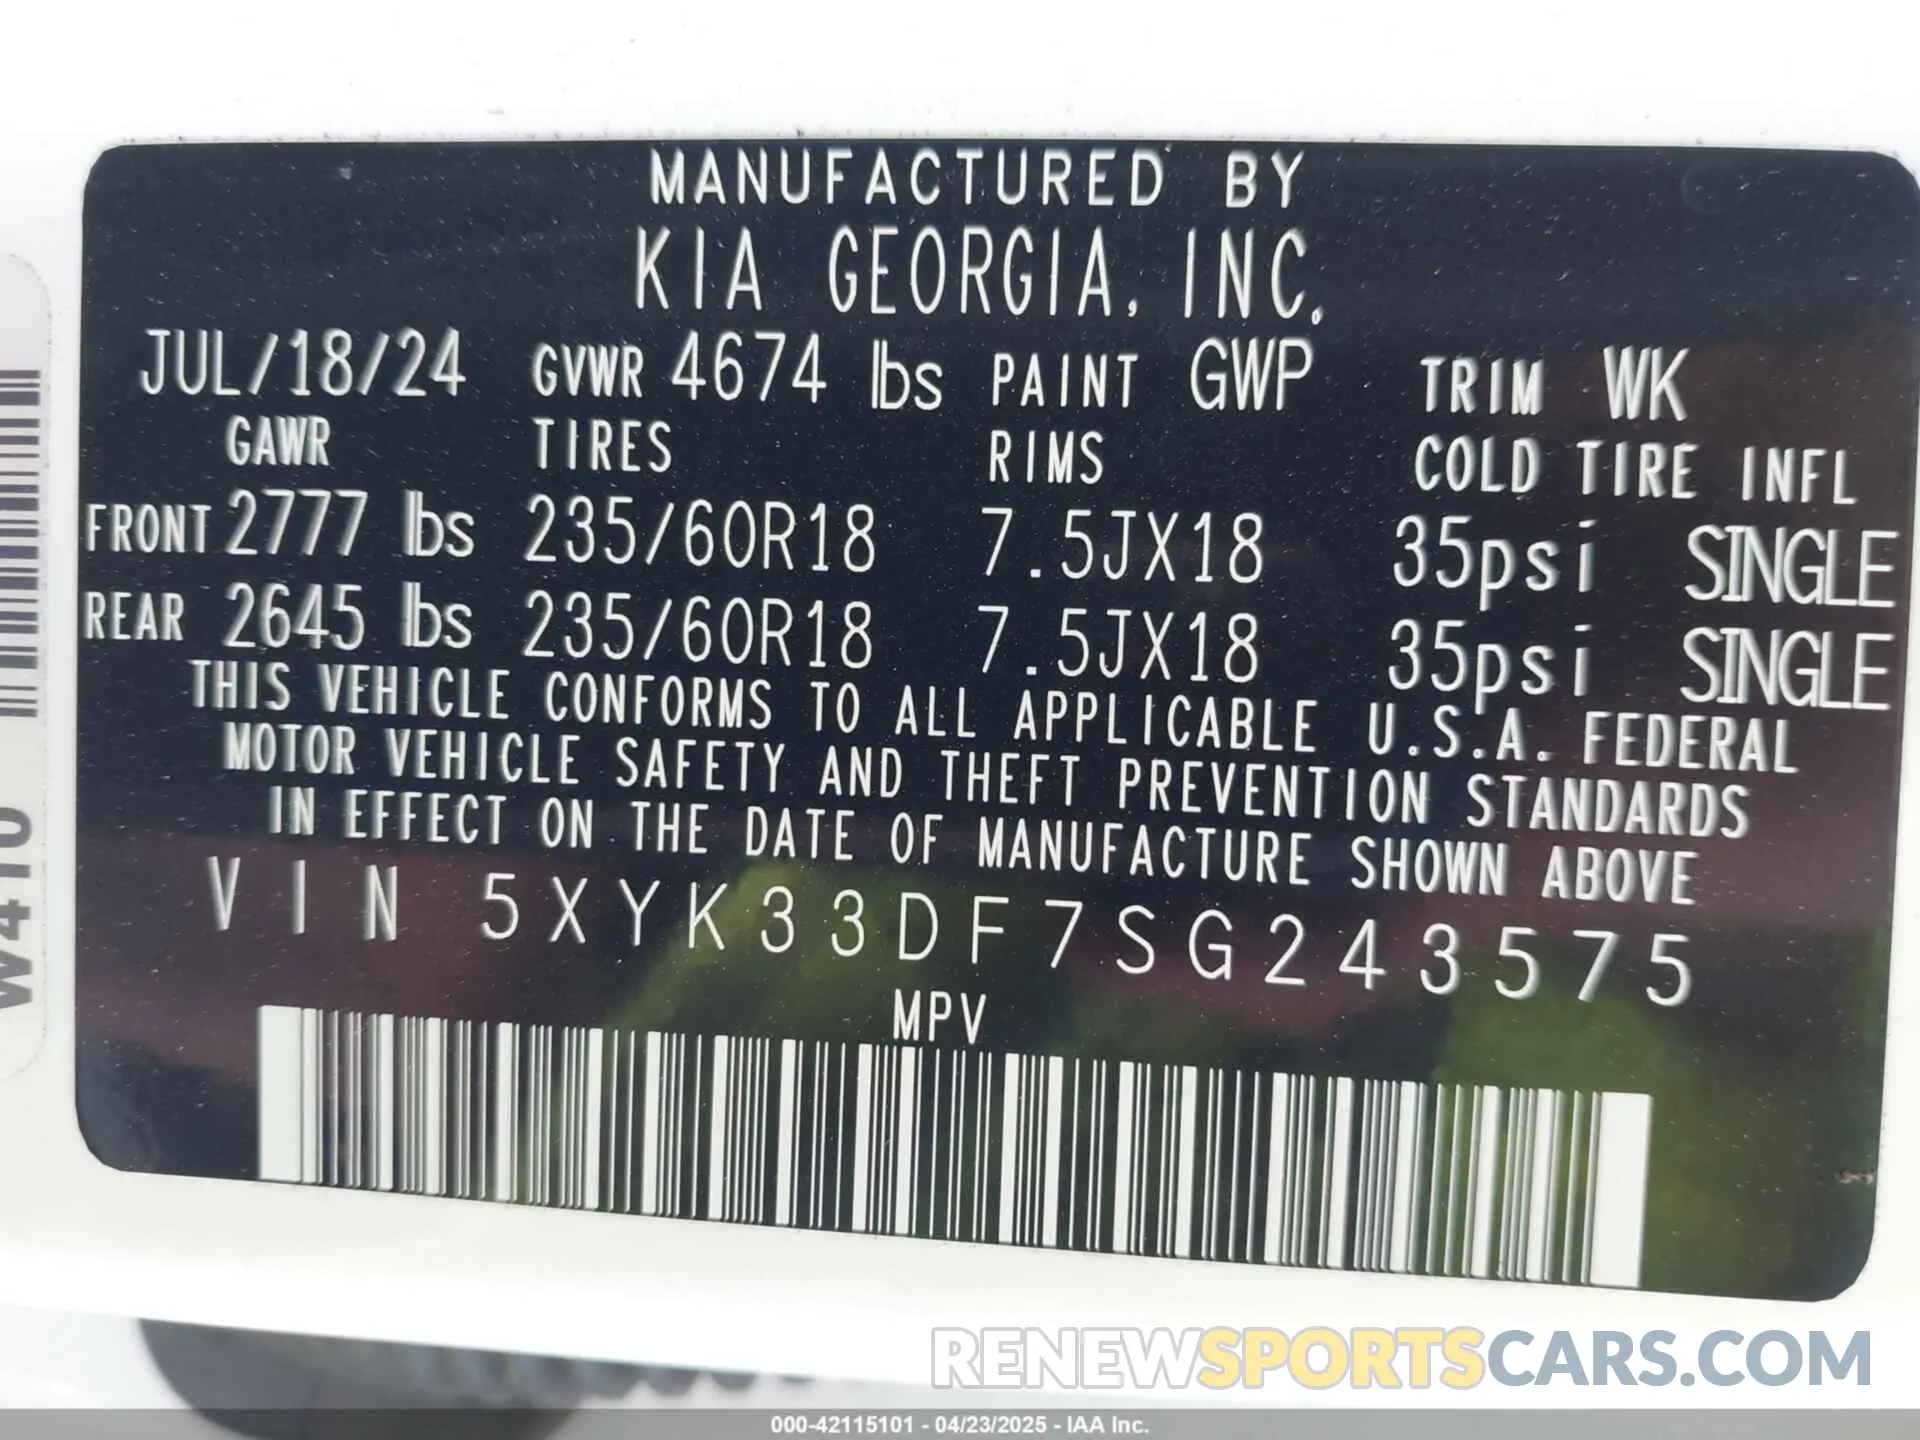 MANUFACTURED BY
KIA GEORGIA, INC.
JUL/18/24 GVWR 4674 lbs PAINT GWP TRIM WK
GAWR TIRES RIMS COLD TIRE INFL
FRONT 2777 lbs 235/60R18 7.5JX18 35psi SINGLE
REAR 2645 lbs 235/60R18 7.5JX18 35psi SINGLE
THIS VEHICLE CONFORMS TO ALL APPLICABLE U.S.A. FEDERAL
MOTOR VEHICLE SAFETY AND THEFT PREVENTION STANDARDS
IN EFFECT ON THE DATE OF MANUFACTURE SHOWN ABOVE
VIN 5XYK33DF7SG243575
MPV
RENEWSPORTSCARS.COM
000-42115101 - 04/23/2025 - IAA Inc.